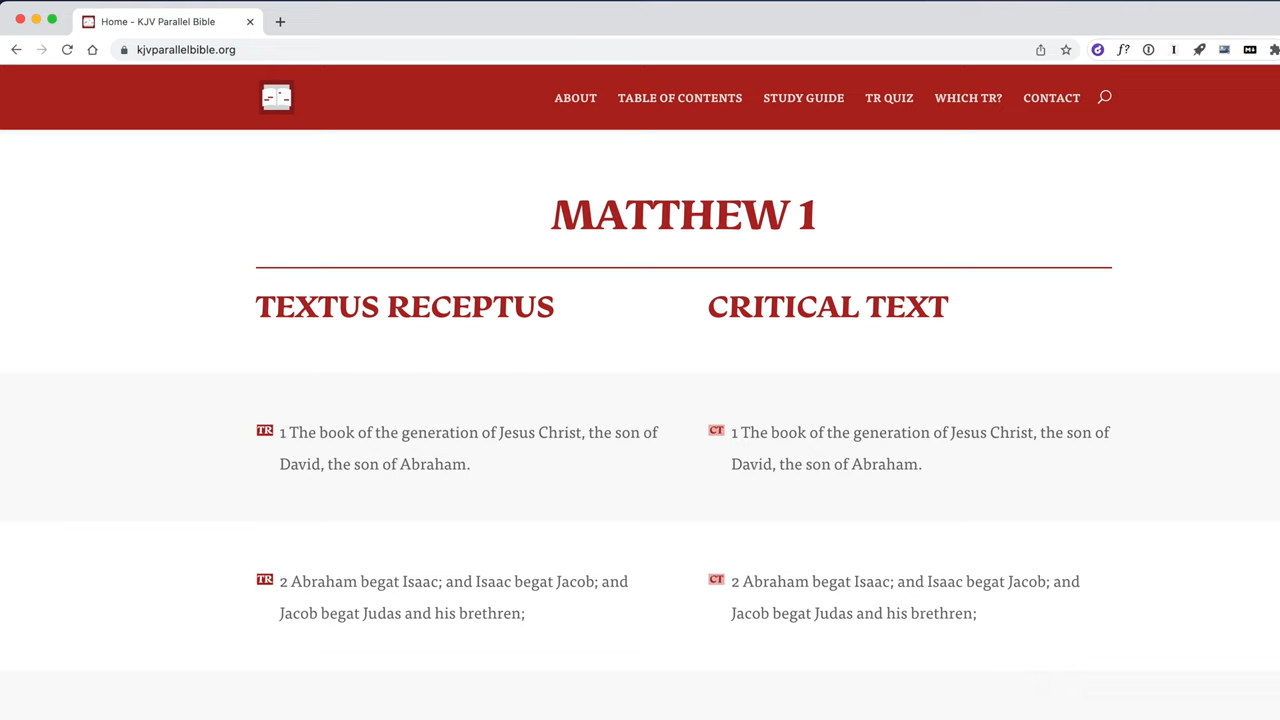 Home - KJV Parallel Bible
kjvparallelbible.org
f?
ABOUT TABLE OF CONTENTS STUDY GUIDE TR QUIZ WHICH TR? CONTACT
MATTHEW 1
TEXTUS RECEPTUS
CRITICAL TEXT
TR 1 The book of the generation of Jesus Christ, the son of
David, the son of Abraham.
CT 1 The book of the generation of Jesus Christ, the son of
David, the son of Abraham.
TR 2 Abraham begat Isaac; and Isaac begat Jacob; and
Jacob begat Judas and his brethren;
CT 2 Abraham begat Isaac; and Isaac begat Jacob; and
Jacob begat Judas and his brethren;